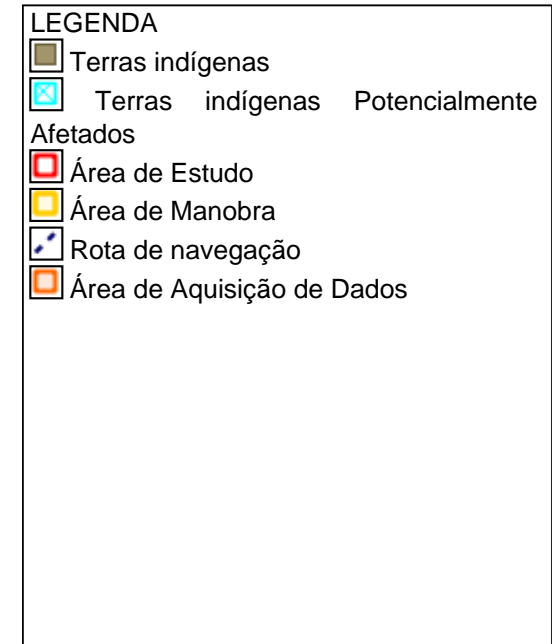 LEGENDA
Terras indígenas
Terras indígenas Potencialmente
Afetados
Área de Estudo
Área de Manobra
Rota de navegação
Área de Aquisição de Dados